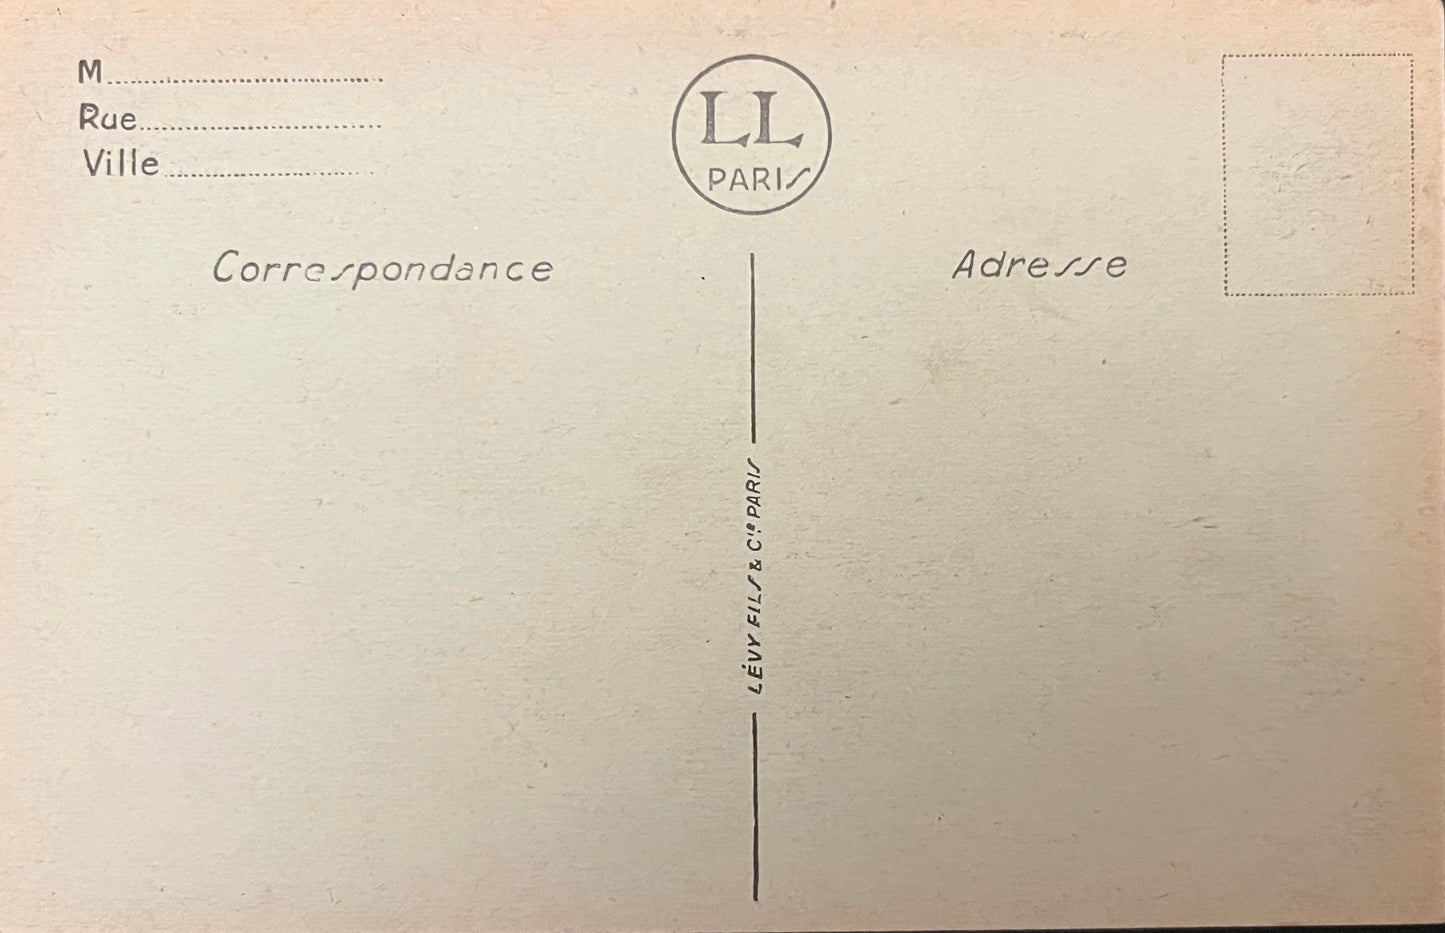 M
Rue
Ville
LL
PARIS
Correspondance
Adresse
LÉVY FILS & Cie PARIS